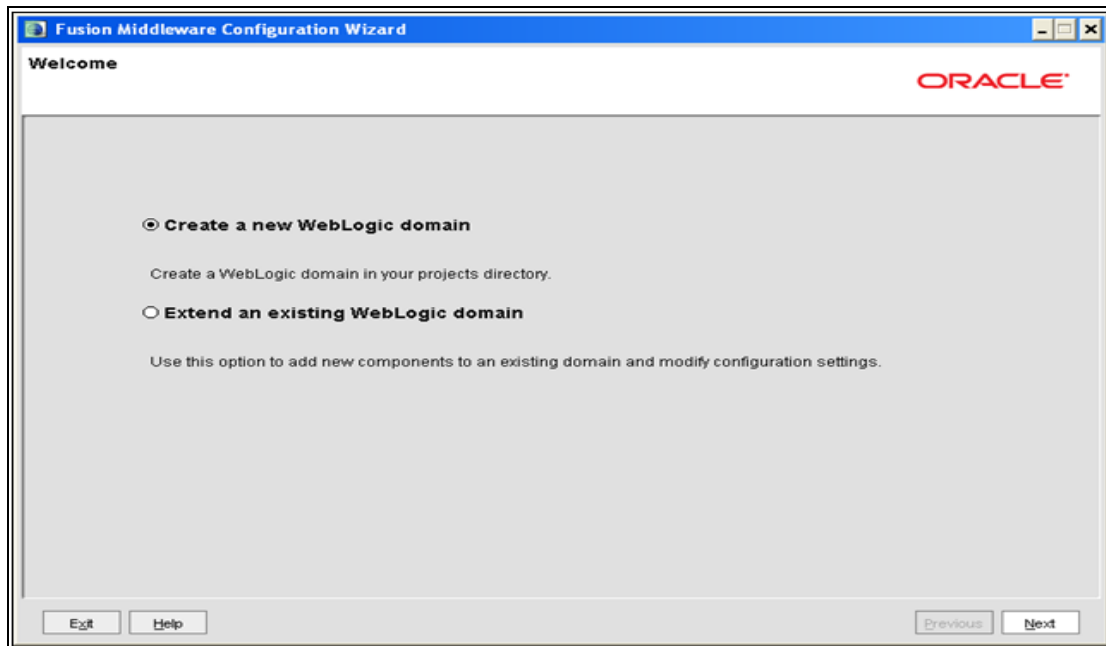 Fusion Middleware Configuration Wizard
Welcome
ORACLE
Create a new WebLogic domain
Create a WebLogic domain in your projects directory.
Extend an existing WebLogic domain
Use this option to add new components to an existing domain and modify configuration settings.
Exit Help Previous Next